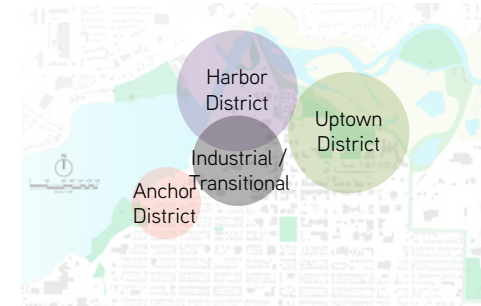 Harbor
District
Uptown
District
Industrial /
Transitional
Anchor
District